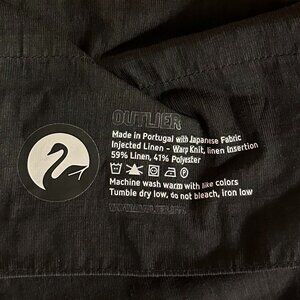 OUTLIER
Made in Portugal with Japanese Fabric
Injected Linen - Warp Knit, linen Insertion
59% Linen, 41% Polyester
Machine wash warm with like colors
Tumble dry low, do not bleach, iron low